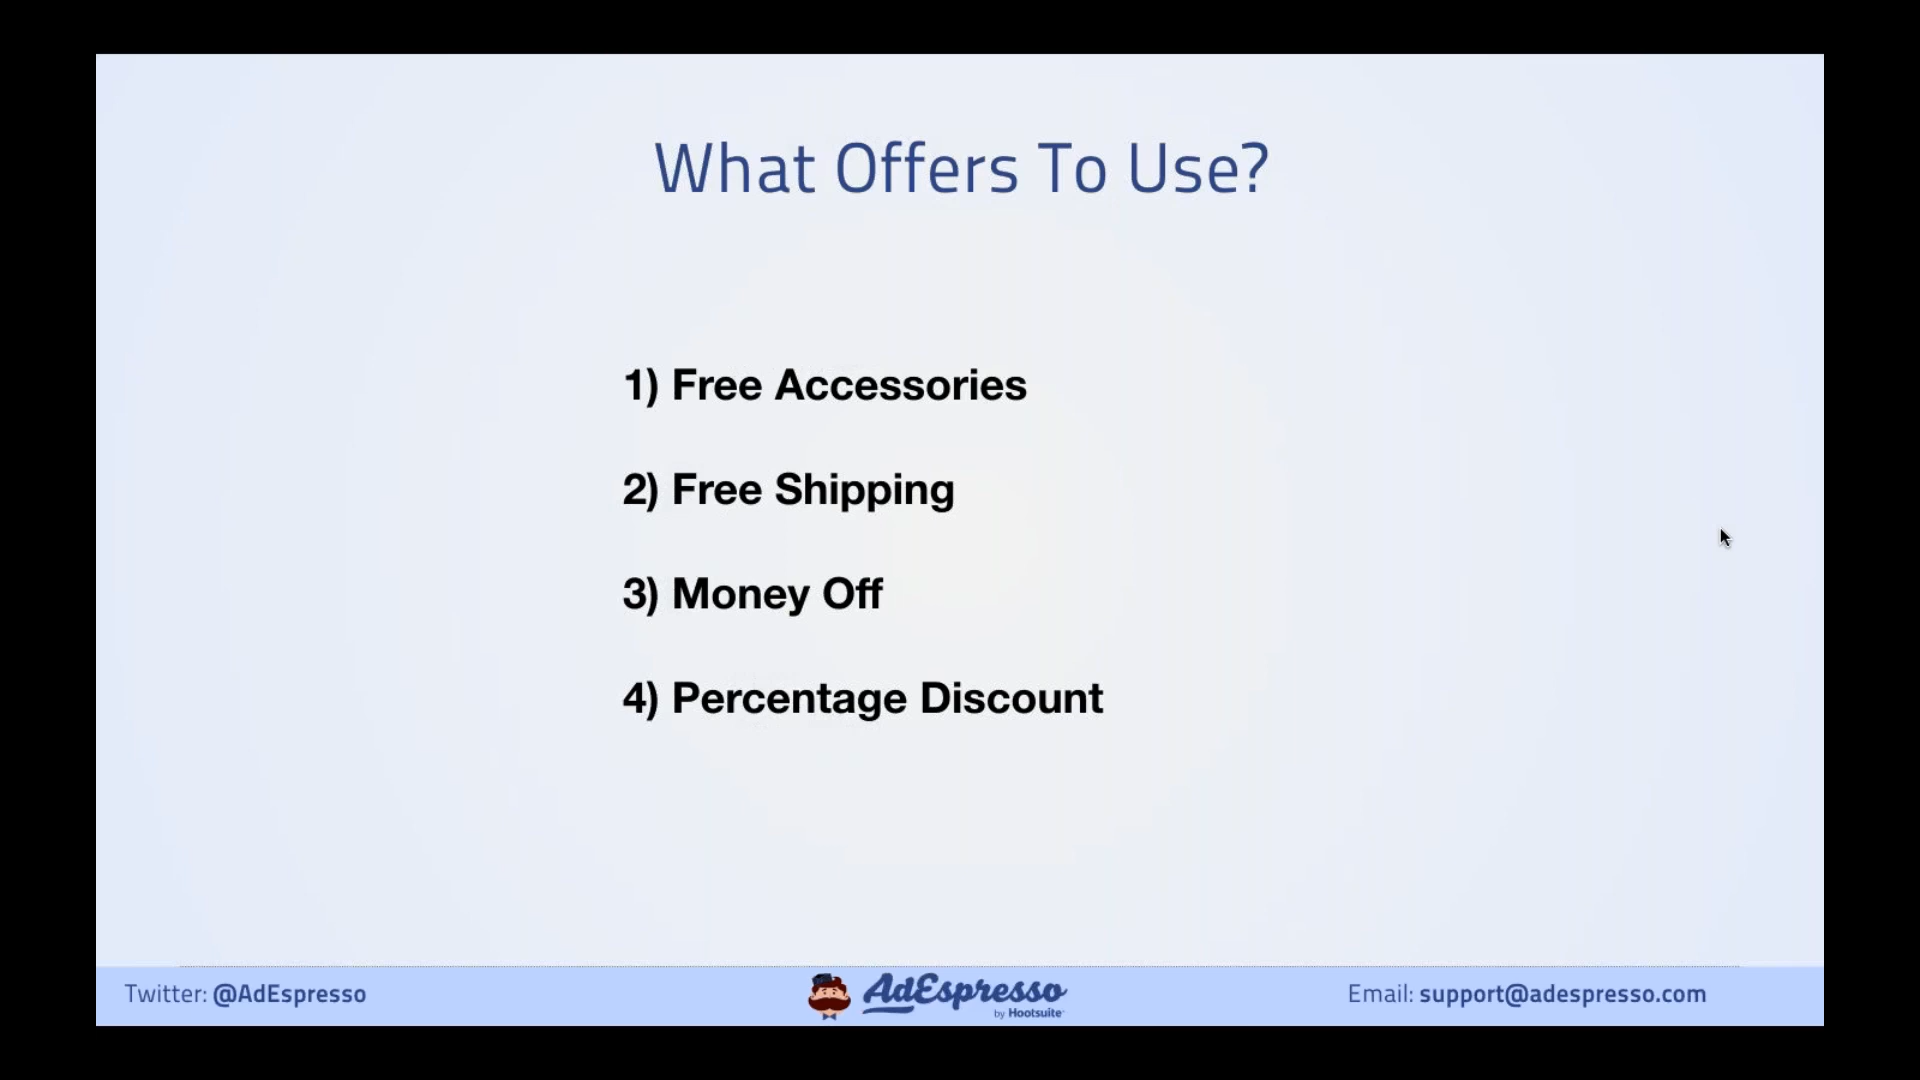 What Offers To Use?
1) Free Accessories
2) Free Shipping
3) Money Off
4) Percentage Discount
Twitter: @AdEspresso
AdEspresso
by Hootsuite™
Email: support@adespresso.com